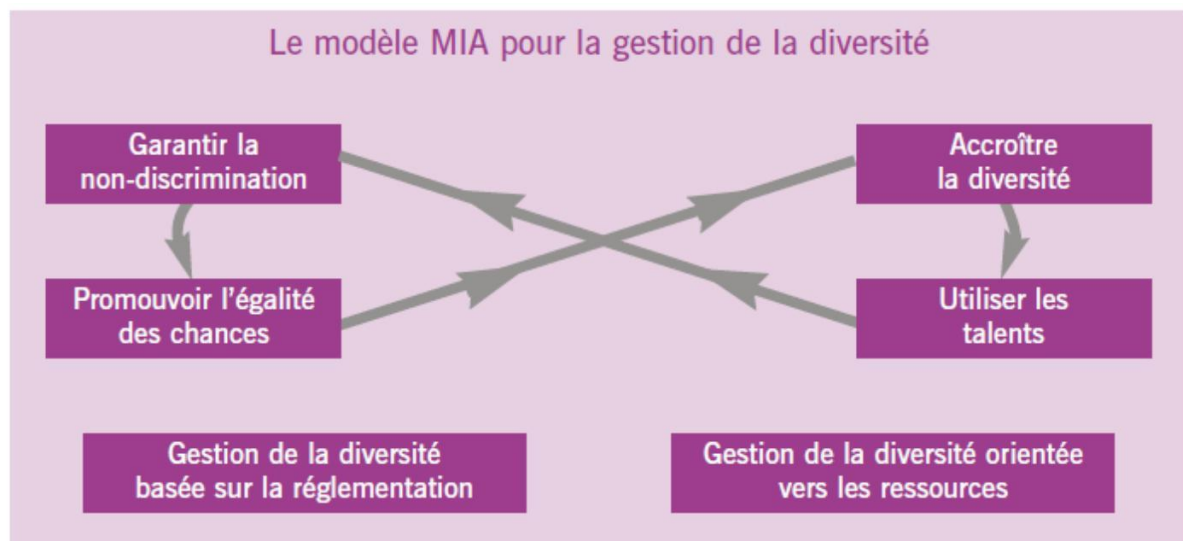 Le modèle MIA pour la gestion de la diversité
Garantir la
non-discrimination
Accroître
la diversité
Promouvoir l'égalité
des chances
Utiliser les
talents
Gestion de la diversité
basée sur la réglementation
Gestion de la diversité orientée
vers les ressources